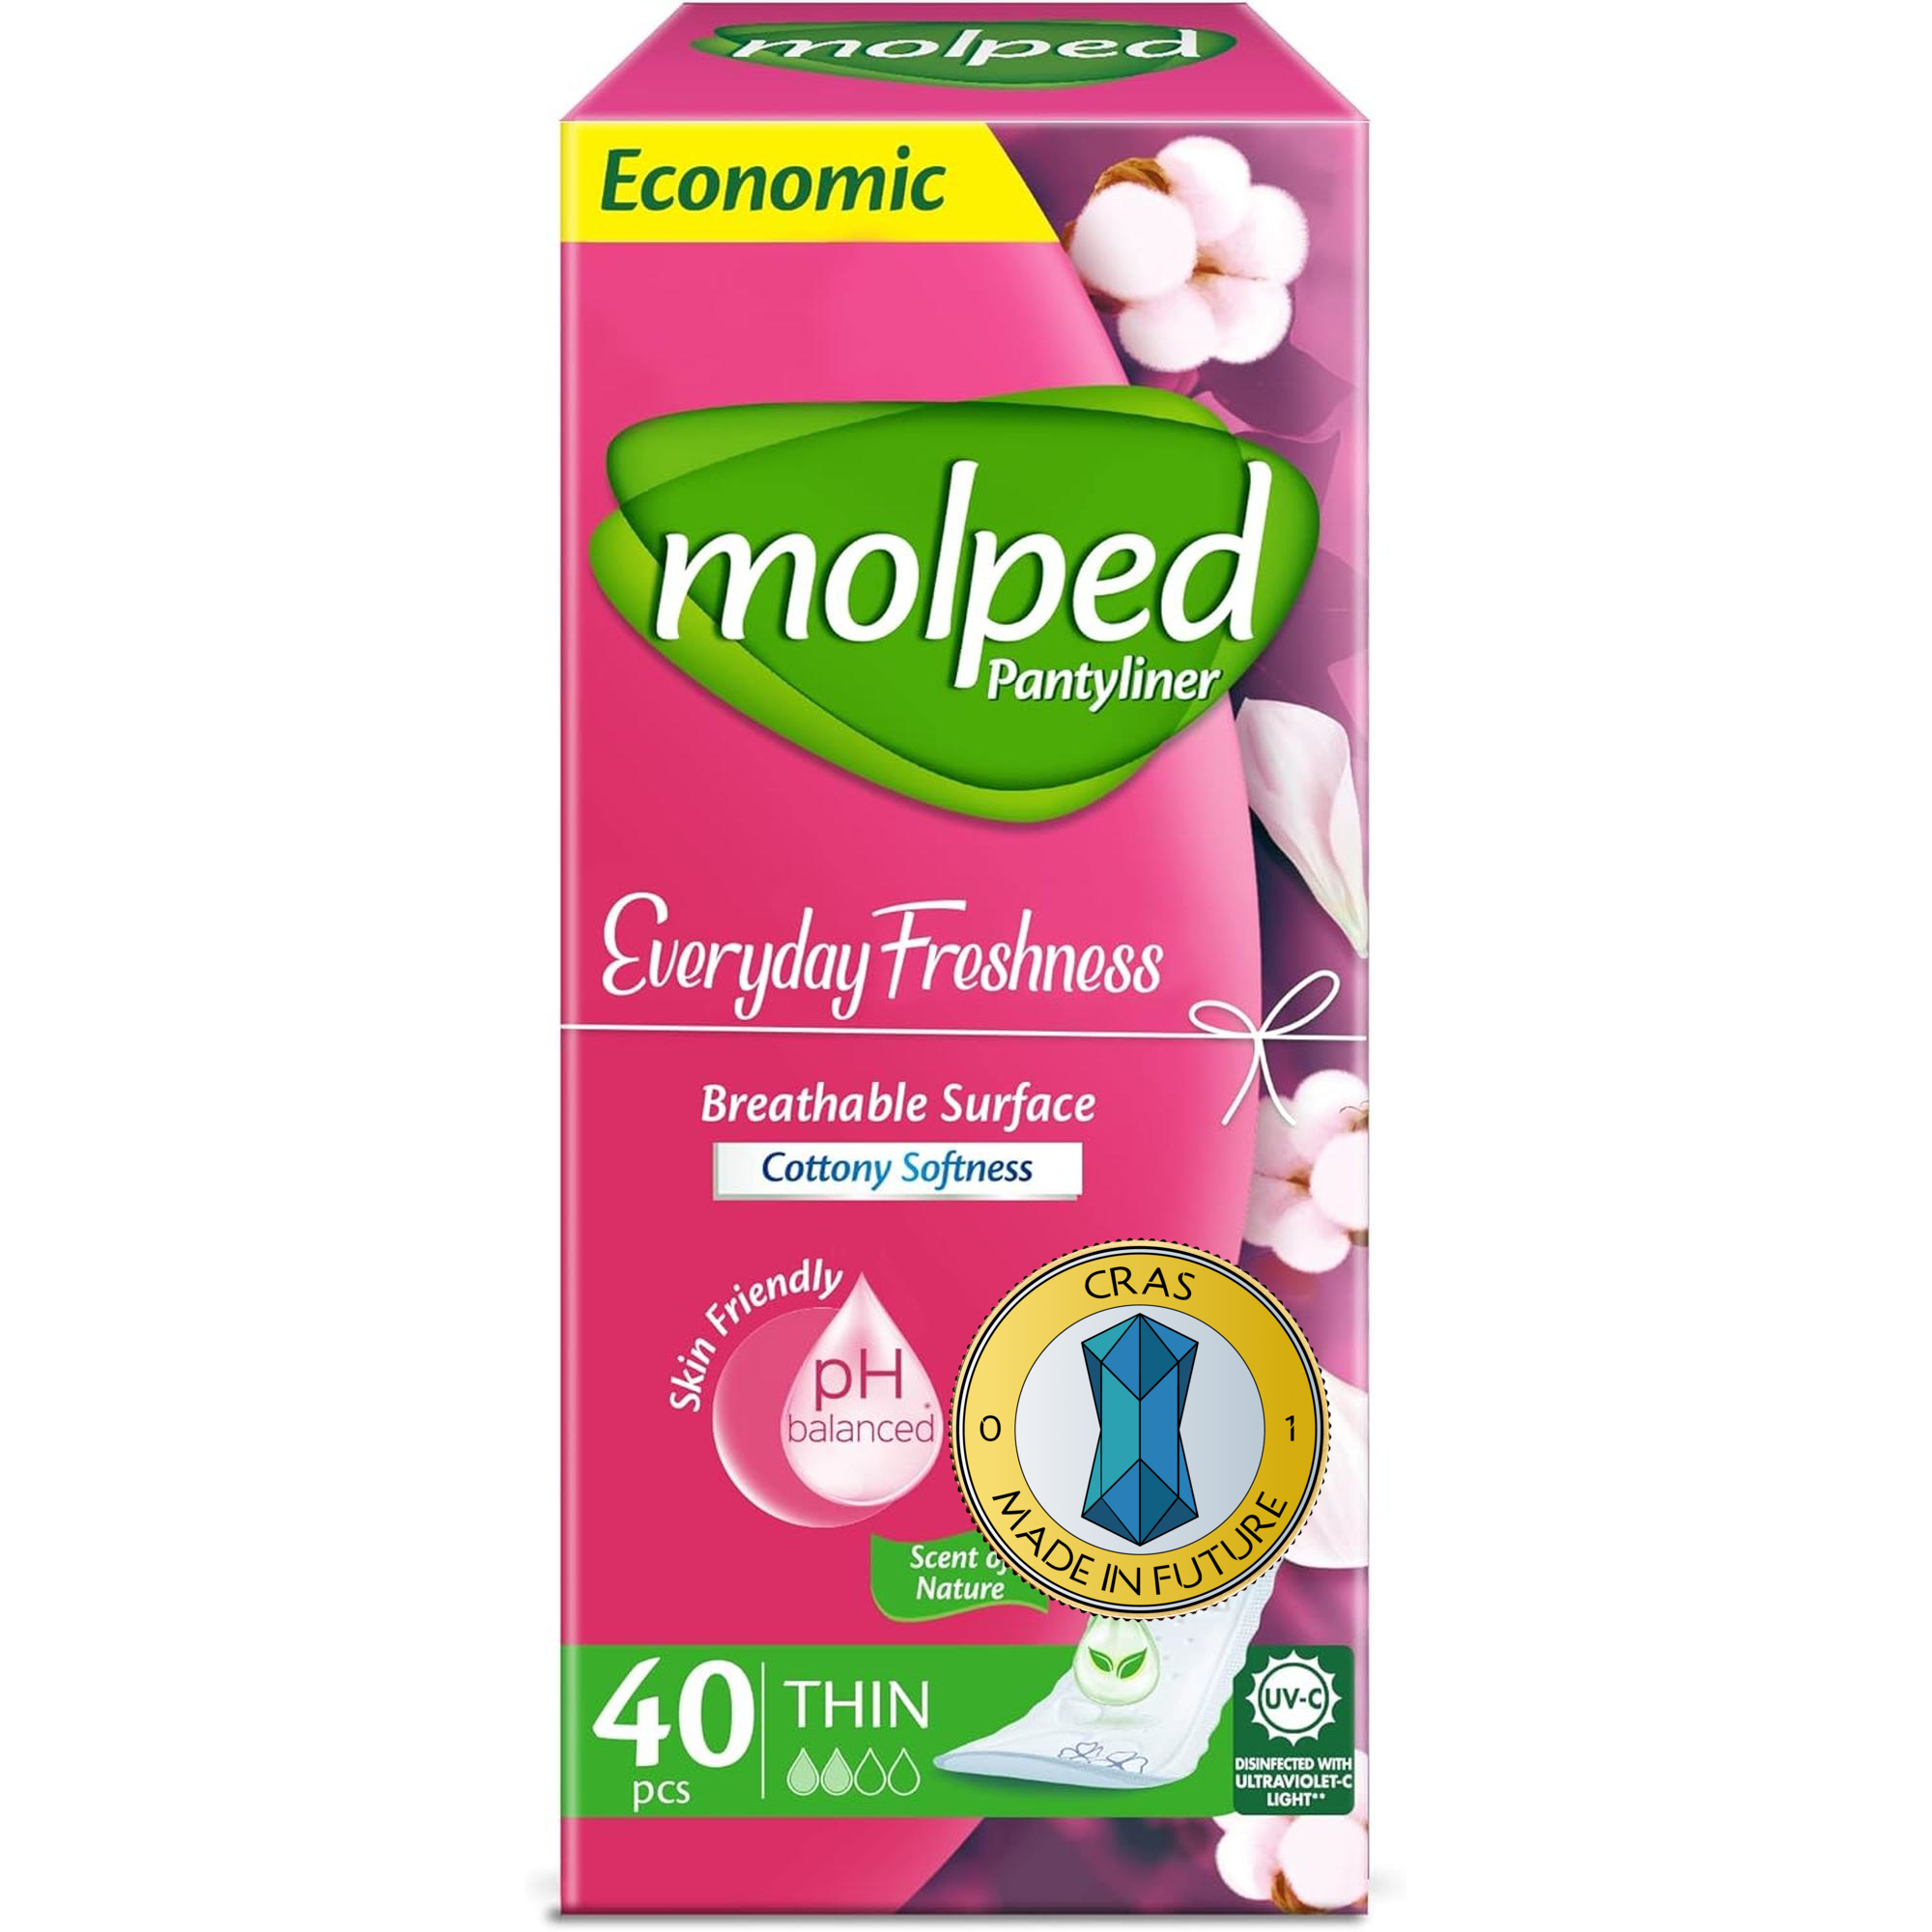 molped
Economic
molped
Pantyliner
Everyday Freshness
Breathable Surface
Cottony Softness
Skin Friendly
pH
balanced*
CRAS
0 1
MADE IN FUTURE
Scent of
Nature
40
pcs
THIN
UV-C
DISINFECTED WITH
ULTRAVIOLET-C
LIGHT**